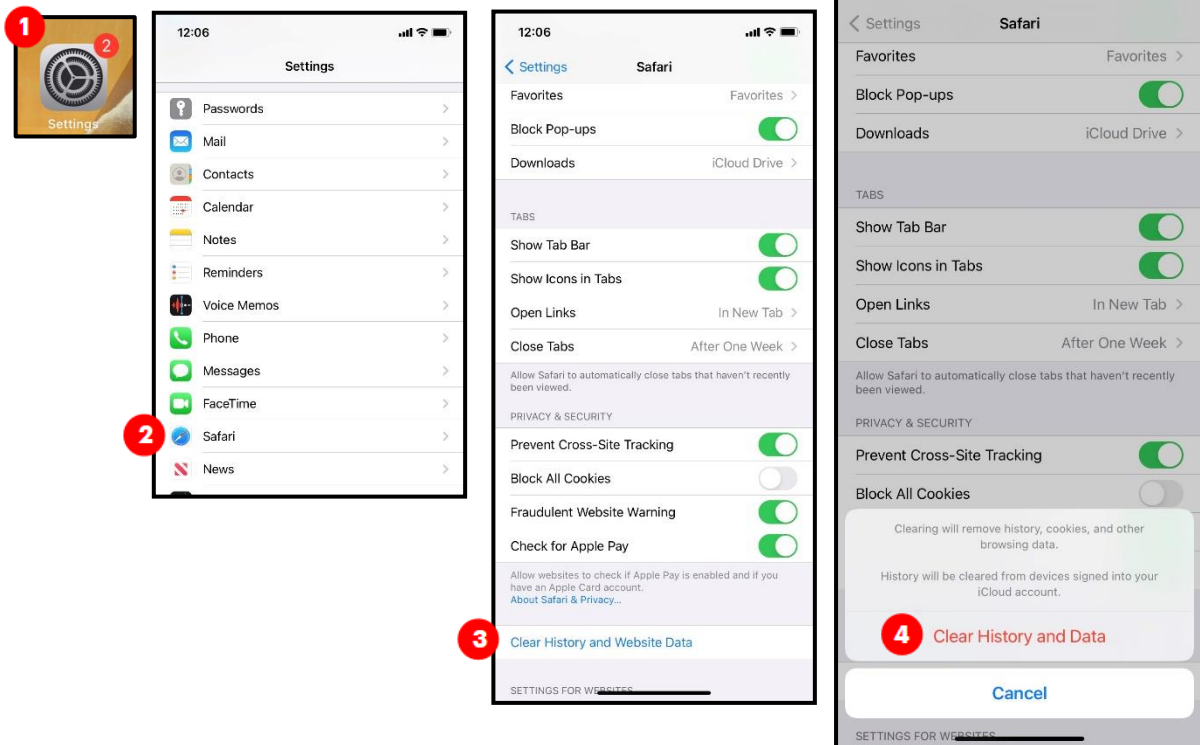 1
2
Settings
12:06
Settings
Passwords
Mail
Contacts
Calendar
Notes
Reminders
Voice Memos
Phone
Messages
FaceTime
2
Safari
News
12:06
Settings
Safari
Favorites
Favorites
Block Pop-ups
Downloads
iCloud Drive
TABS
Show Tab Bar
Show Icons in Tabs
Open Links
In New Tab
Close Tabs
After One Week
Allow Safari to automatically close tabs that haven't recently
been viewed.
PRIVACY & SECURITY
Prevent Cross-Site Tracking
Block All Cookies
Fraudulent Website Warning
Check for Apple Pay
Allow websites to check if Apple Pay is enabled and if you
have an Apple Card account.
About Safari & Privacy...
3
Clear History and Website Data
SETTINGS FOR WEBSITES
Settings
Safari
Favorites
Favorites
Block Pop-ups
Downloads
iCloud Drive
TABS
Show Tab Bar
Show Icons in Tabs
Open Links
In New Tab
Close Tabs
After One Week
Allow Safari to automatically close tabs that haven't recently
been viewed.
PRIVACY & SECURITY
Prevent Cross-Site Tracking
Block All Cookies
Clearing will remove history, cookies, and other
browsing data.
History will be cleared from devices signed into your
iCloud account.
4
Clear History and Data
Cancel
SETTINGS FOR WEBSITES